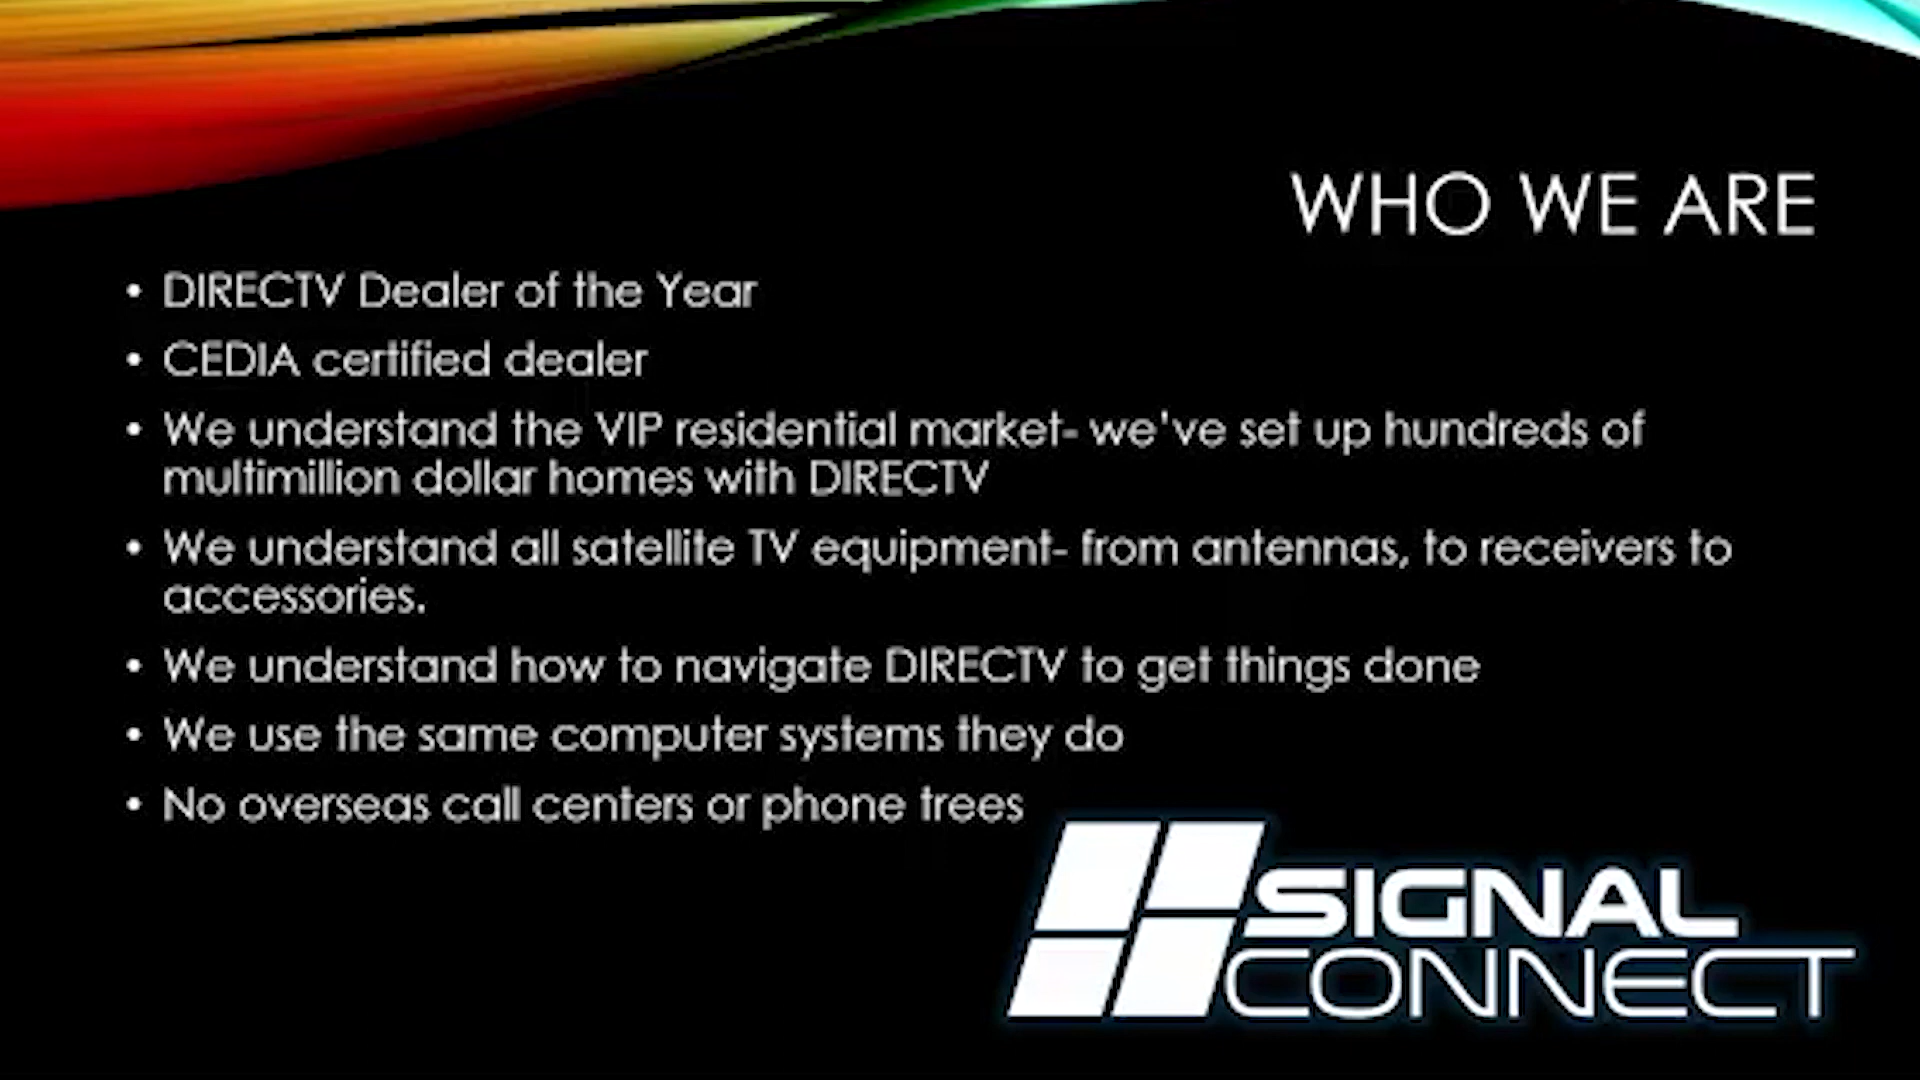 WHO WE ARE
• DIRECTV Dealer of the Year
• CEDIA certified dealer
• We understand the VIP residential market- we've set up hundreds of
multimillion dollar homes with DIRECTV
• We understand all satellite TV equipment- from antennas, to receivers to
accessories.
• We understand how to navigate DIRECTV to get things done
• We use the same computer systems they do
• No overseas call centers or phone trees
SIGNAL
CONNECT